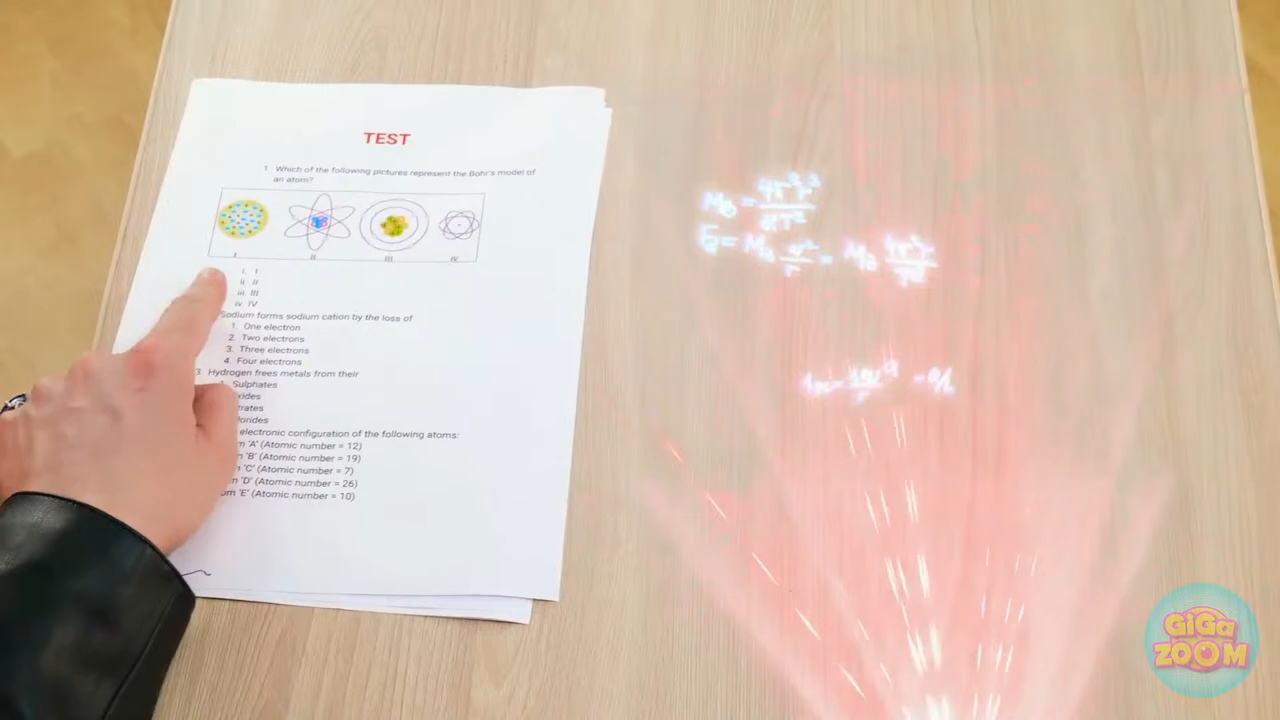 TEST
1 Which of the following pictures represent the Bohr's model of
an atom?
I II III IV
i. I
ii. II
iii. III
iv. IV
Sodium forms sodium cation by the loss of
1. One electron
2. Two electrons
3. Three electrons
4. Four electrons
3 Hydrogen frees metals from their
Sulphates
electronic configuration of the following atoms:
'A' (Atomic number = 12)
'B' (Atomic number = 19)
'C' (Atomic number = 7)
'D' (Atomic number = 26)
'E' (Atomic number = 10)
GiGa
ZOOM